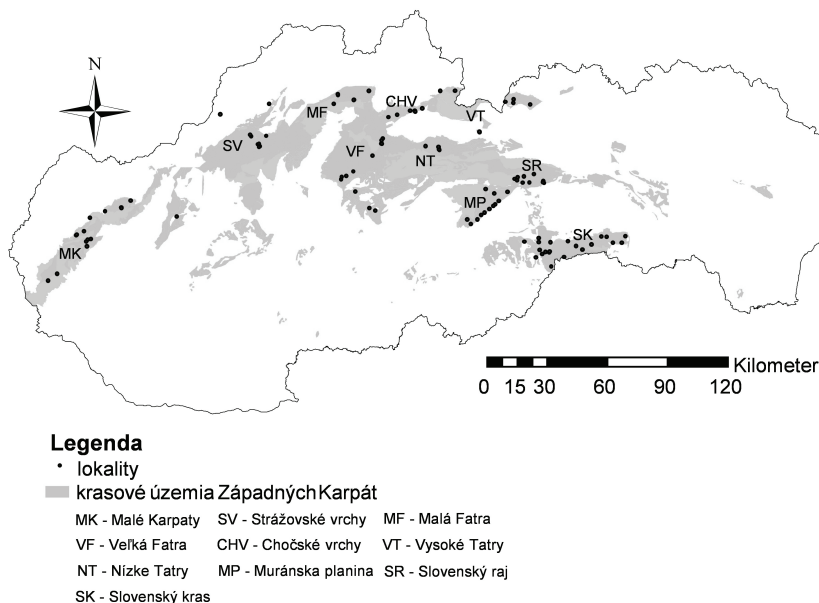 N
CHV
MF
VT
SV
VF
NT
SR
MP
SK
MK
Kilometer
0 15 30 60 90 120
Legenda
lokality
krasové územia Západných Karpát
MK - Malé Karpaty SV - Strážovské vrchy MF - Malá Fatra
VF - Veľká Fatra CHV - Chočské vrchy VT - Vysoké Tatry
NT - Nízke Tatry MP - Muránska planina SR - Slovenský raj
SK - Slovenský kras